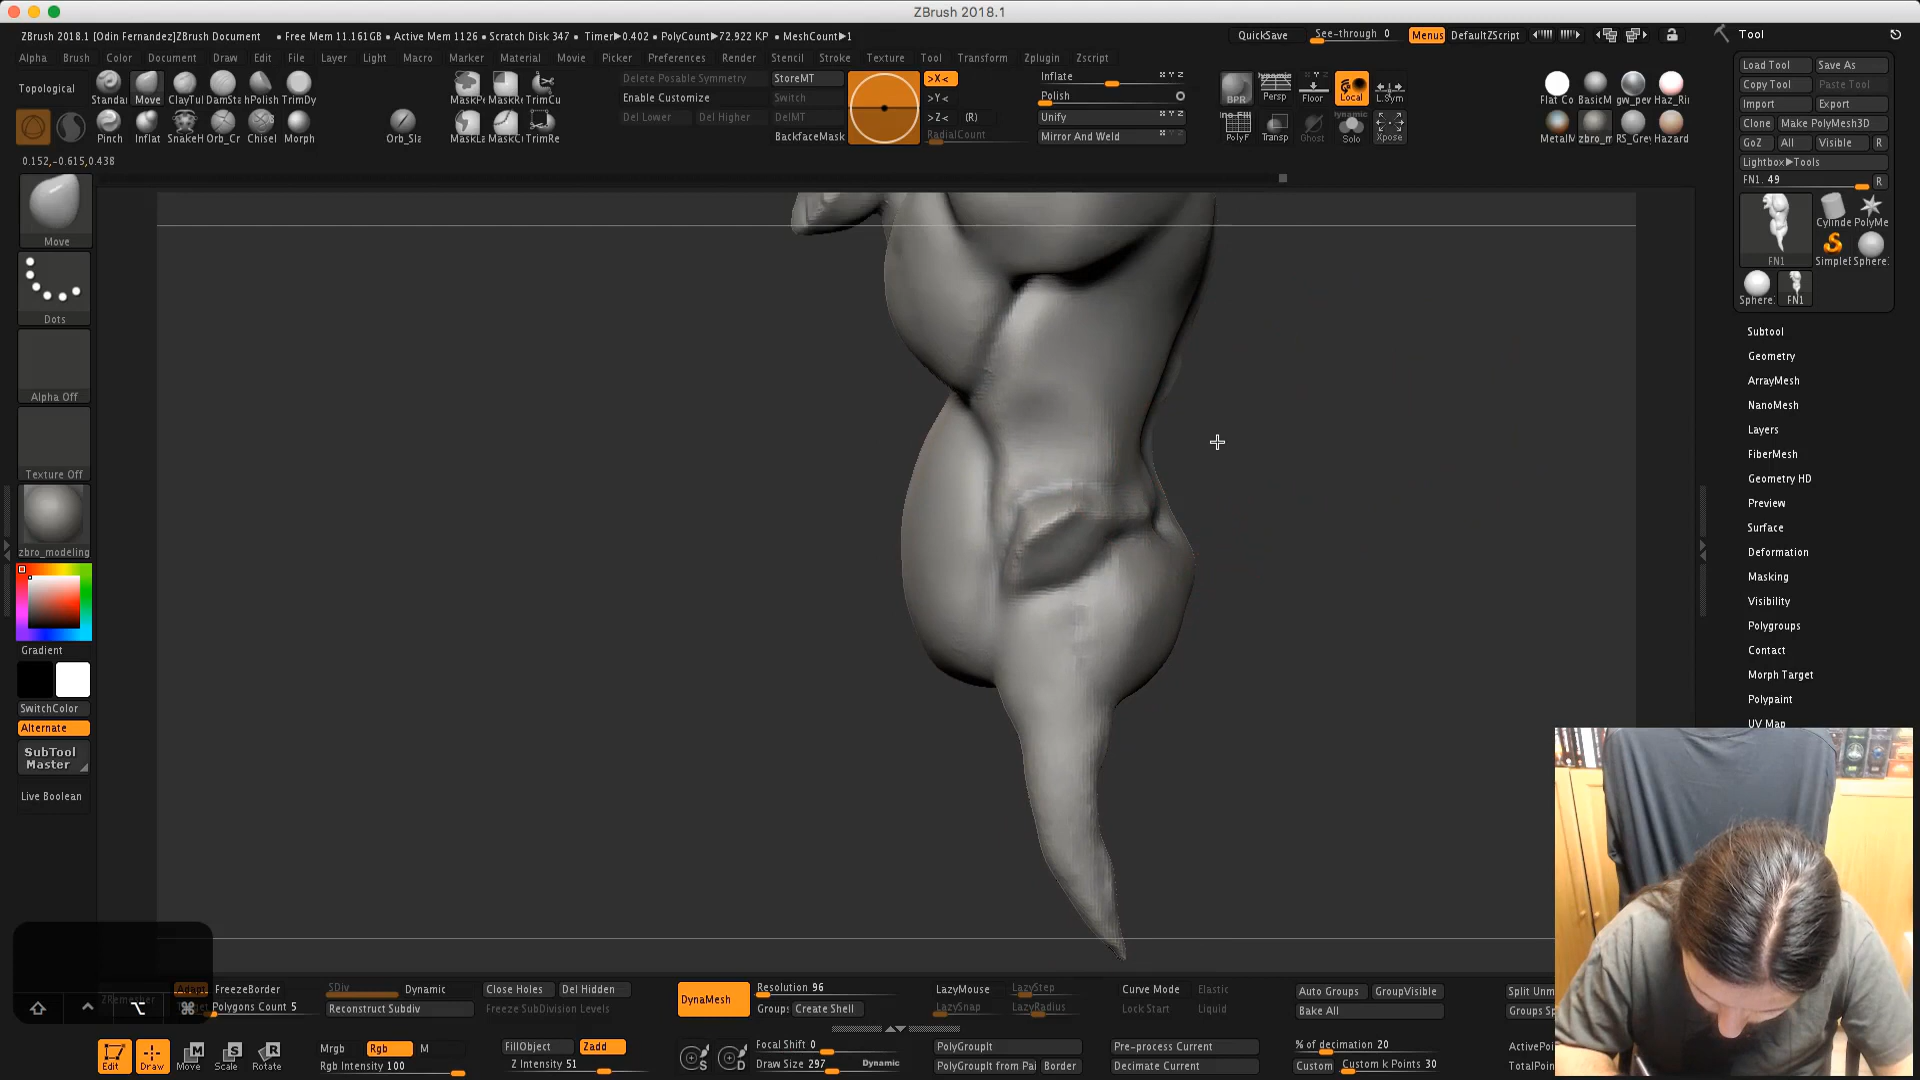 ZBrush 2018.1
ZBrush 2018.1 [Odin Fernandez]ZBrush Document ● Free Mem 11.161GB ● Active Mem 1126 ● Scratch Disk 347 ● Timer▶0.402 ● PolyCount▶72.922 KP ● MeshCount▶1
QuickSave See-through 0 Menus DefaultZScript
Tool
Alpha Brush Color Document Draw Edit File Layer Light Macro Marker Material Movie Picker Preferences Render Stencil Stroke Texture Tool Transform Zplugin Zscript
Load Tool Save As
Copy Tool Paste Tool
Import Export
Clone Make PolyMesh3D
GoZ All Visible R
Lightbox▶Tools
FN1. 49 R
Cylinde PolyMe
FN1 SimpleB Sphere
Sphere. FN1
Topological
Standa Move ClayTul DamSta hPolish TrimDy
Pinch Inflat SnakeH Orb_Cr Chisel Morph
Orb_Sla
MaskPe MaskRe TrimCu
MaskLa MaskCi TrimRe
Delete Posable Symmetry StoreMT
Enable Customize Switch
Del Lower Del Higher DelMT
BackfaceMask
>X<
>Y<
>Z< (R)
RadialCount
Inflate X Y Z
Polish
Unify
Mirror And Weld
BPR Dynamic Persp Floor Local L.Sym
PolyF Transp Ghost Dynamic Solo Xpose
Flat Co BasicM gw_pew Haz_Ri
MetalM zbro_m RS_Gre Hazard
0.152,-0.615,0.438
Move
Dots
Alpha Off
Texture Off
zbro_modeling
Gradient
SwitchColor
Alternate
SubTool
Master
Live Boolean
Subtool
Geometry
ArrayMesh
NanoMesh
Layers
FiberMesh
Geometry HD
Preview
Surface
Deformation
Masking
Visibility
Polygroups
Contact
Morph Target
Polypaint
UV Map
Adapt FreezeBorder
Polygons Count 5
SDiv Dynamic
Reconstruct Subdiv
Close Holes Del Hidden
Freeze SubDivision Levels
DynaMesh
Resolution 96
Groups Create Shell
LazyMouse LazyStep
LazySnap LazyRadius
Curve Mode Elastic
Lock Start Liquid
Auto Groups GroupVisible
Bake All
Split Unm
Groups Sp
Edit Draw Move Scale Rotate
Mrgb Rgb M
Rgb Intensity 100
FillObject Zadd
Z Intensity 51
Focal Shift 0
Draw Size 297 Dynamic
PolyGroupIt
PolyGroupIt from Pai Border
Pre-process Current
Decimate Current
% of decimation 20
Custom Custom k Points 30
ActivePoi
TotalPoi